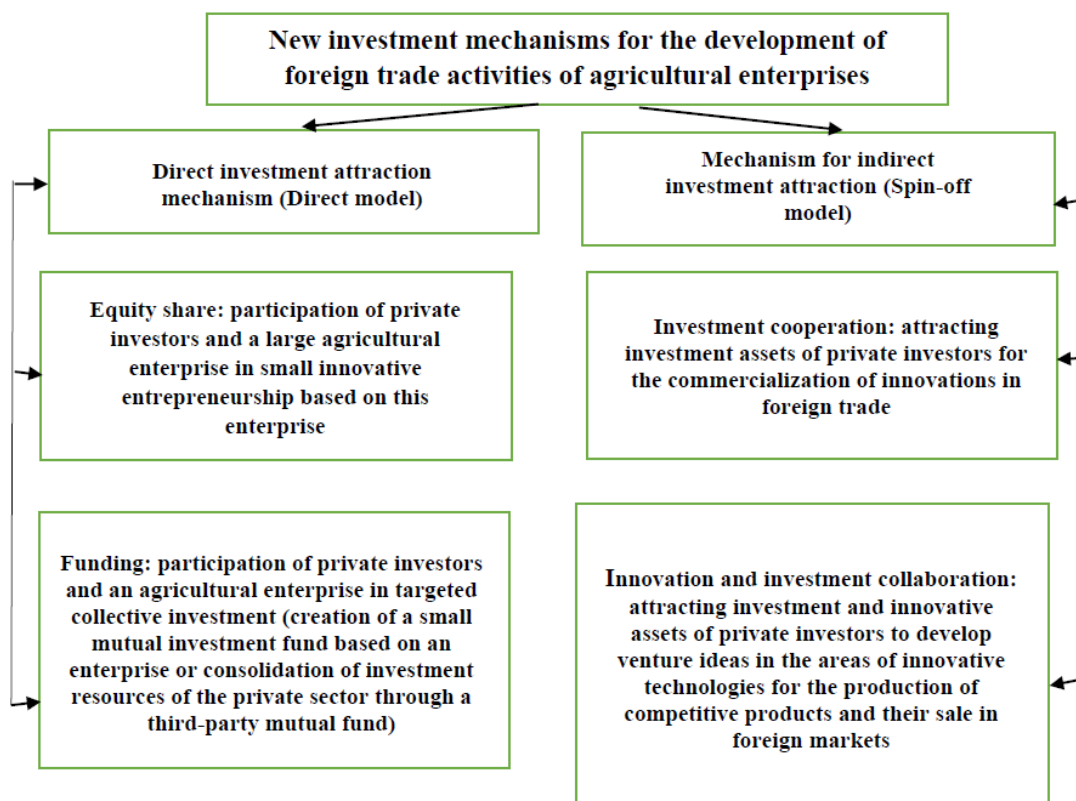 New investment mechanisms for the development of
foreign trade activities of agricultural enterprises
Direct investment attraction
mechanism (Direct model)
Mechanism for indirect
investment attraction (Spin-off
model)
Equity share: participation of private
investors and a large agricultural
enterprise in small innovative
entrepreneurship based on this
enterprise
Investment cooperation: attracting
investment assets of private investors for
the commercialization of innovations in
foreign trade
Funding: participation of private investors
and an agricultural enterprise in targeted
collective investment (creation of a small
mutual investment fund based on an
enterprise or consolidation of investment
resources of the private sector through a
third-party mutual fund)
Innovation and investment collaboration:
attracting investment and innovative
assets of private investors to develop
venture ideas in the areas of innovative
technologies for the production of
competitive products and their sale in
foreign markets